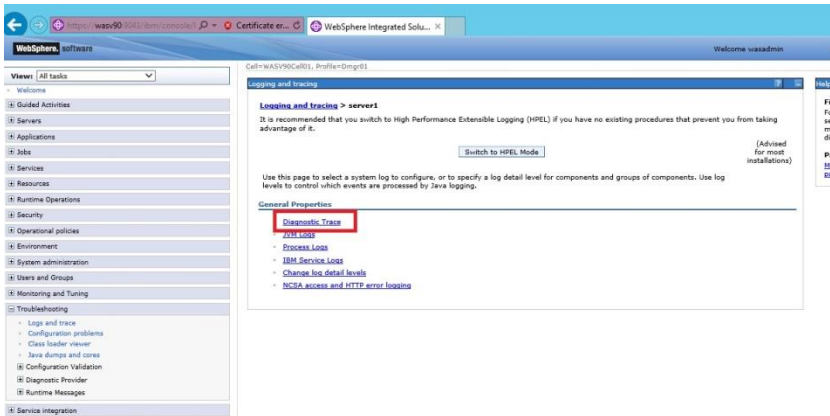 https://wasv90:9043/ibm/console/l
Certificate er...
WebSphere Integrated Solu...
WebSphere. software
Welcome wasadmin
View: All tasks
Welcome
Guided Activities
Servers
Applications
Jobs
Services
Resources
Runtime Operations
Security
Operational policies
Environment
System administration
Users and Groups
Monitoring and Tuning
Troubleshooting
Logs and trace
Configuration problems
Class loader viewer
Java dumps and cores
Configuration Validation
Diagnostic Provider
Runtime Messages
Service integration
Cell=WASV90Cell01, Profile=Dmgr01
Logging and tracing
Logging and tracing > server1
It is recommended that you switch to High Performance Extensible Logging (HPEL) if you have no existing procedures that prevent you from taking
advantage of it.
Switch to HPEL Mode
(Advised
for most
installations)
Use this page to select a system log to configure, or to specify a log detail level for components and groups of components. Use log
levels to control which events are processed by Java logging.
General Properties
Diagnostic Trace
JVM Logs
Process Logs
IBM Service Logs
Change log detail levels
NCSA access and HTTP error logging
Help